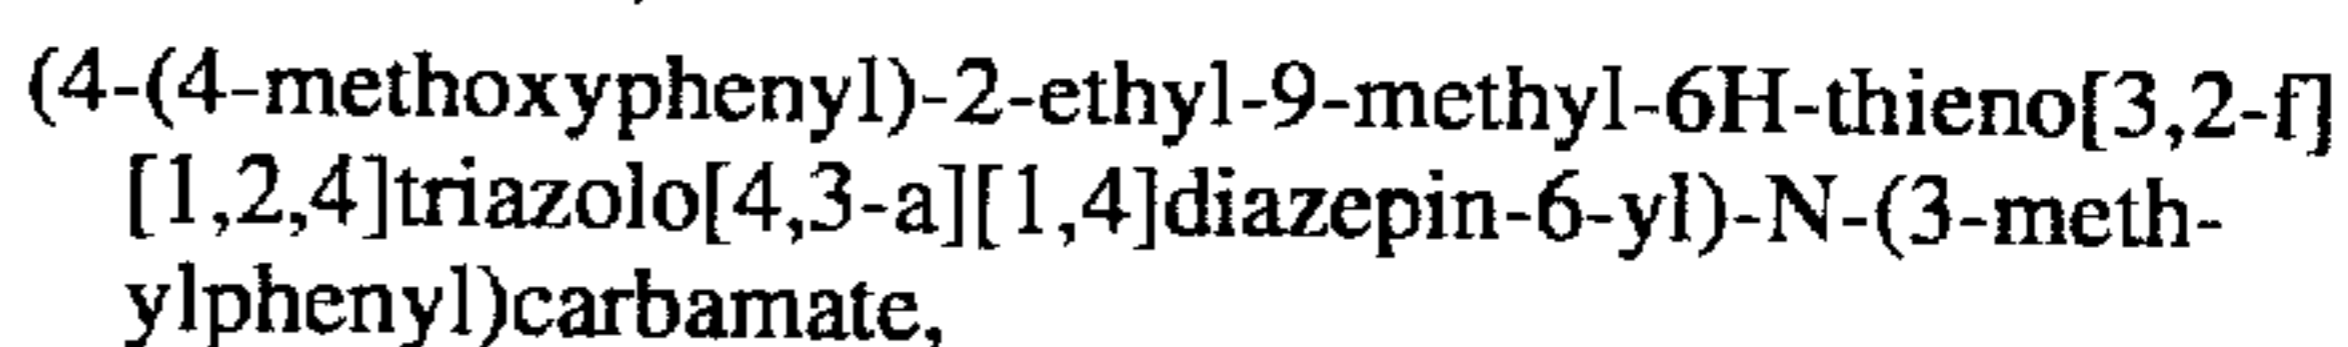 (4-(4-methoxyphenyl)-2-ethyl-9-methyl-6H-thieno[3,2-f]
[1,2,4]triazolo[4,3-a][1,4]diazepin-6-yl)-N-(3-meth-
ylphenyl)carbamate,